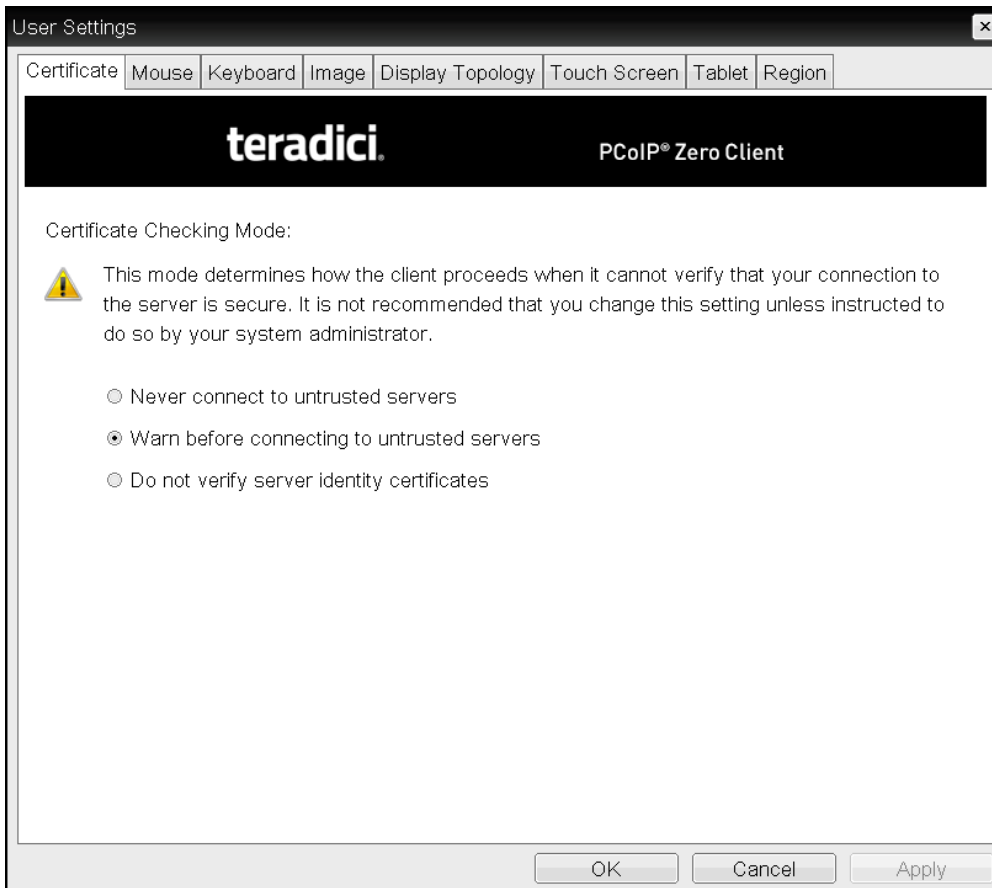 User Settings
Certificate Mouse Keyboard Image Display Topology Touch Screen Tablet Region
teradici. PCoIP® Zero Client
Certificate Checking Mode:
This mode determines how the client proceeds when it cannot verify that your connection to
the server is secure. It is not recommended that you change this setting unless instructed to
do so by your system administrator.
Never connect to untrusted servers
Warn before connecting to untrusted servers
Do not verify server identity certificates
OK Cancel Apply